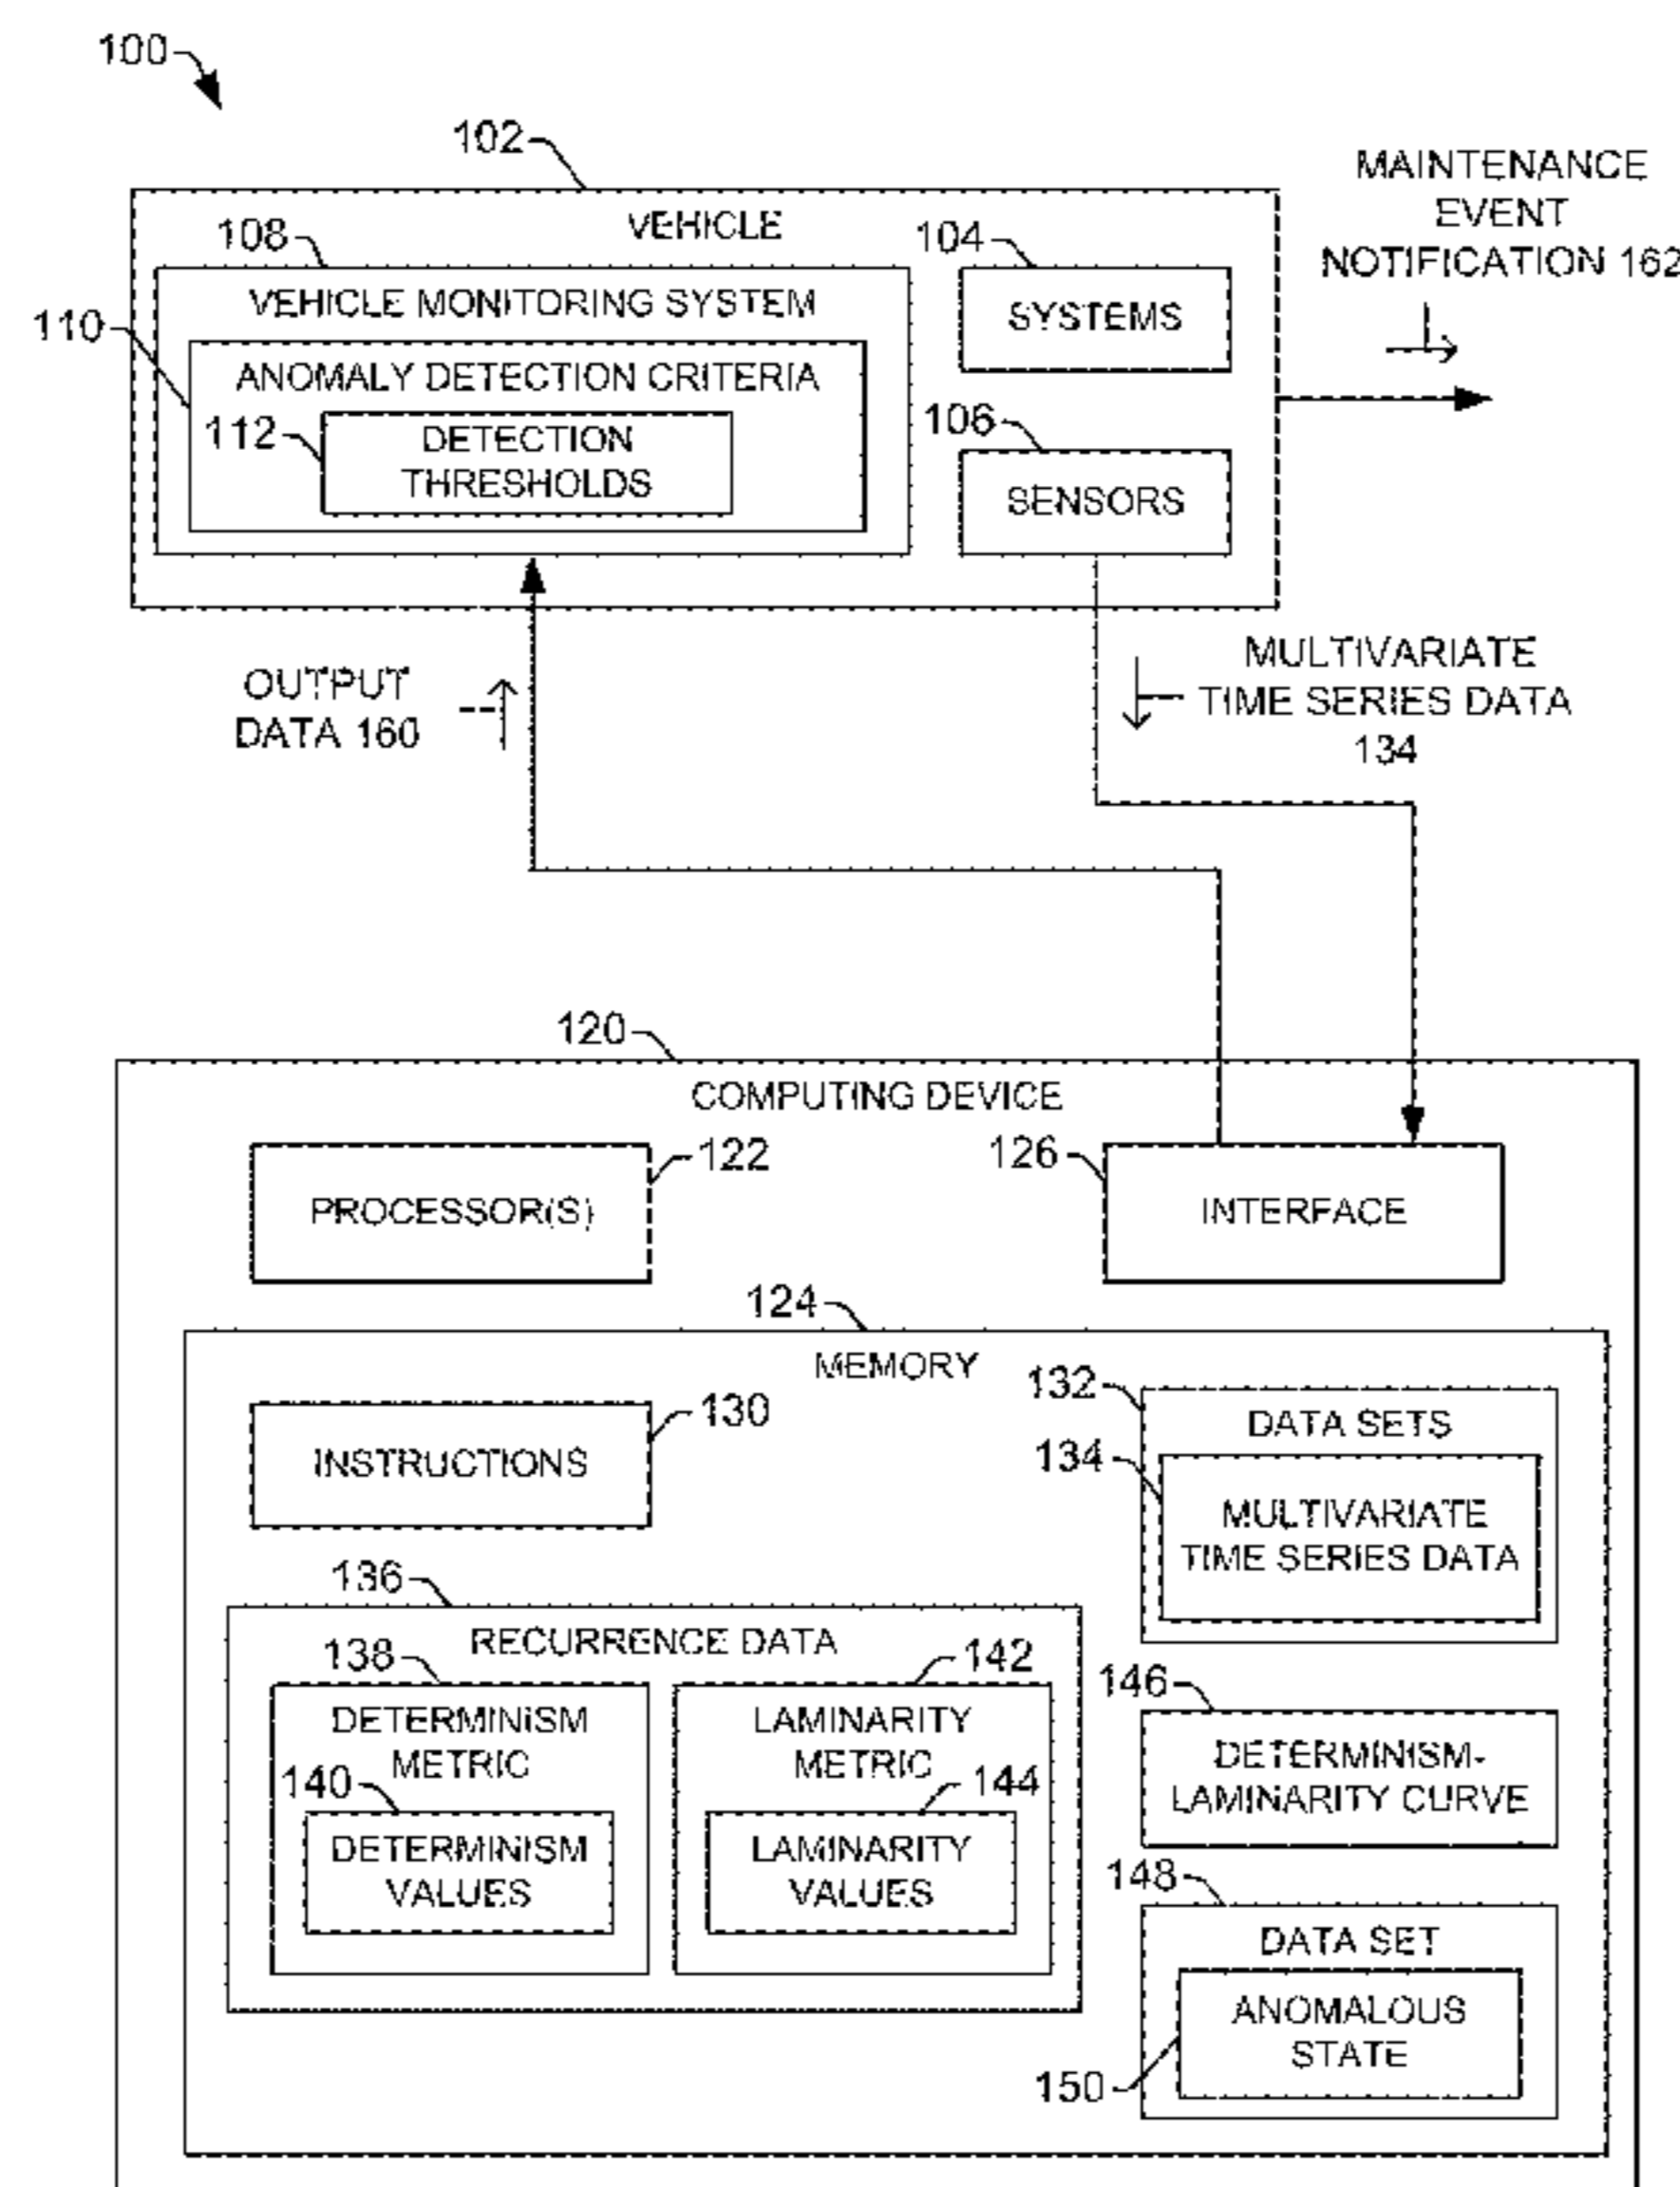 100
102
VEHICLE
MAINTENANCE
EVENT
NOTIFICATION 162
108
VEHICLE MONITORING SYSTEM
104
SYSTEMS
110
ANOMALY DETECTION CRITERIA
112
DETECTION
THRESHOLDS
106
SENSORS
OUTPUT
DATA 160
MULTIVARIATE
TIME SERIES DATA
134
120
COMPUTING DEVICE
122
PROCESSOR(S)
126
INTERFACE
124
MEMORY
130
INSTRUCTIONS
132
DATA SETS
134
MULTIVARIATE
TIME SERIES DATA
136
RECURRENCE DATA
138
DETERMINISM
METRIC
140
DETERMINISM
VALUES
142
LAMINARITY
METRIC
144
LAMINARITY
VALUES
146
DETERMINISM-
LAMINARITY CURVE
148
DATA SET
150
ANOMALOUS
STATE